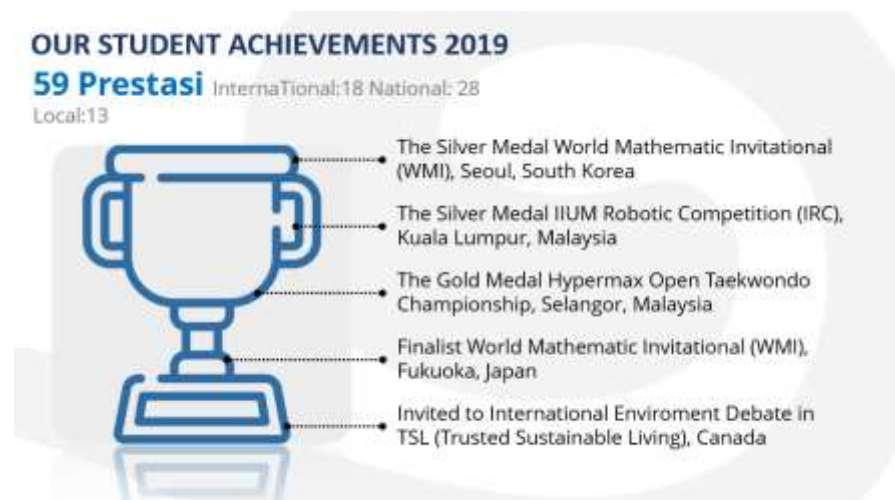 OUR STUDENT ACHIEVEMENTS 2019
59 Prestasi InternaTional:18 National: 28
Local:13
The Silver Medal World Mathematic Invitational
(WMI), Seoul, South Korea
The Silver Medal IIUM Robotic Competition (IRC),
Kuala Lumpur, Malaysia
The Gold Medal Hypermax Open Taekwondo
Championship, Selangor, Malaysia
Finalist World Mathematic Invitational (WMI),
Fukuoka, Japan
Invited to International Enviroment Debate in
TSL (Trusted Sustainable Living), Canada